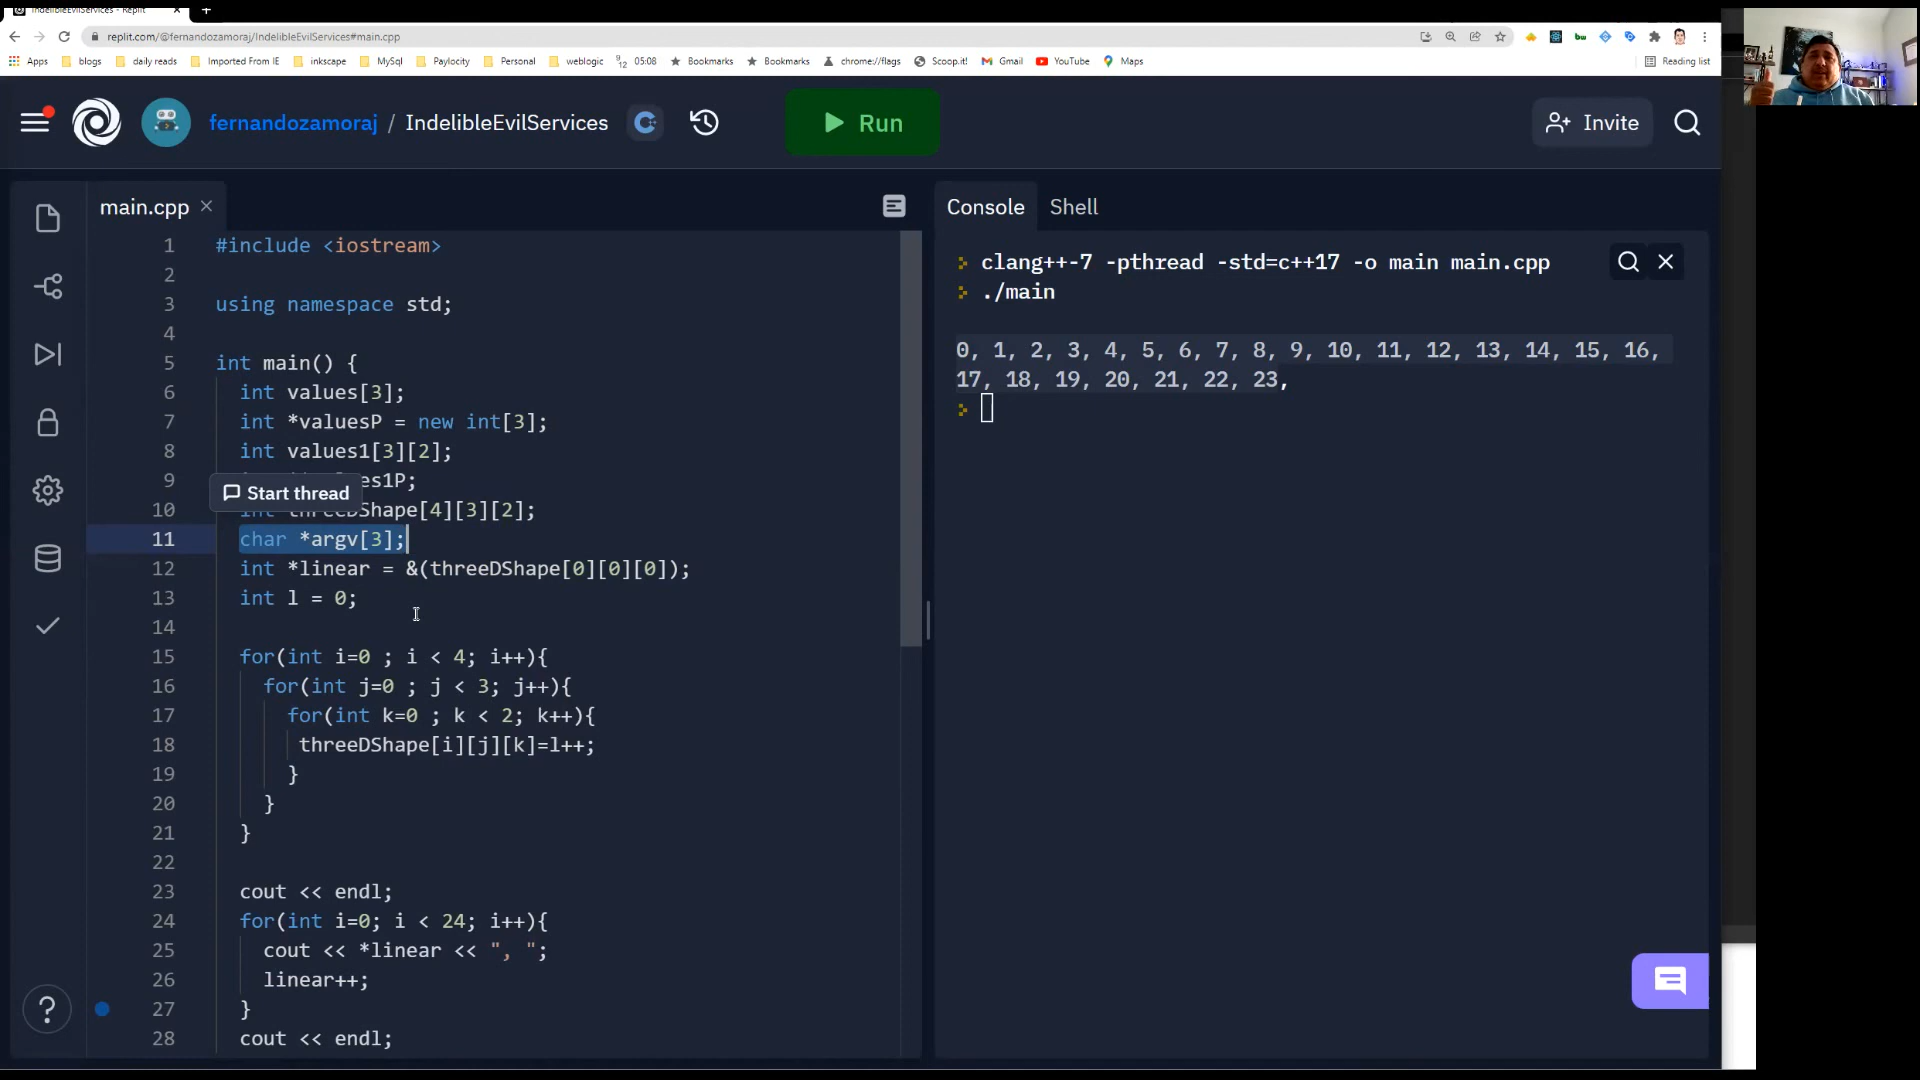 IndelibleEvilServices - Replit
replit.com/@fernandozamoraj/IndelibleEvilServices#main.cpp
Apps blogs daily reads Imported From IE inkscape MySql Paylocity Personal weblogic 9 12 05:08 Bookmarks Bookmarks chrome://flags Scoop.it! Gmail YouTube Maps Reading list
fernandozamoraj / IndelibleEvilServices Run Invite
main.cpp
1 #include <iostream>
2
3 using namespace std;
4
5 int main() {
6 int values[3];
7 int *valuesP = new int[3];
8 int values1[3][2];
9 es1P;
Start thread
10 int threeDShape[4][3][2];
11 char *argv[3];
12 int *linear = &(threeDShape[0][0][0]);
13 int l = 0;
14
15 for(int i=0 ; i < 4; i++){
16 for(int j=0 ; j < 3; j++){
17 for(int k=0 ; k < 2; k++){
18 threeDShape[i][j][k]=l++;
19 }
20 }
21 }
22
23 cout << endl;
24 for(int i=0; i < 24; i++){
25 cout << *linear << ", ";
26 linear++;
27 }
28 cout << endl;
Console Shell
clang++-7 -pthread -std=c++17 -o main main.cpp
./main
0, 1, 2, 3, 4, 5, 6, 7, 8, 9, 10, 11, 12, 13, 14, 15, 16,
17, 18, 19, 20, 21, 22, 23,